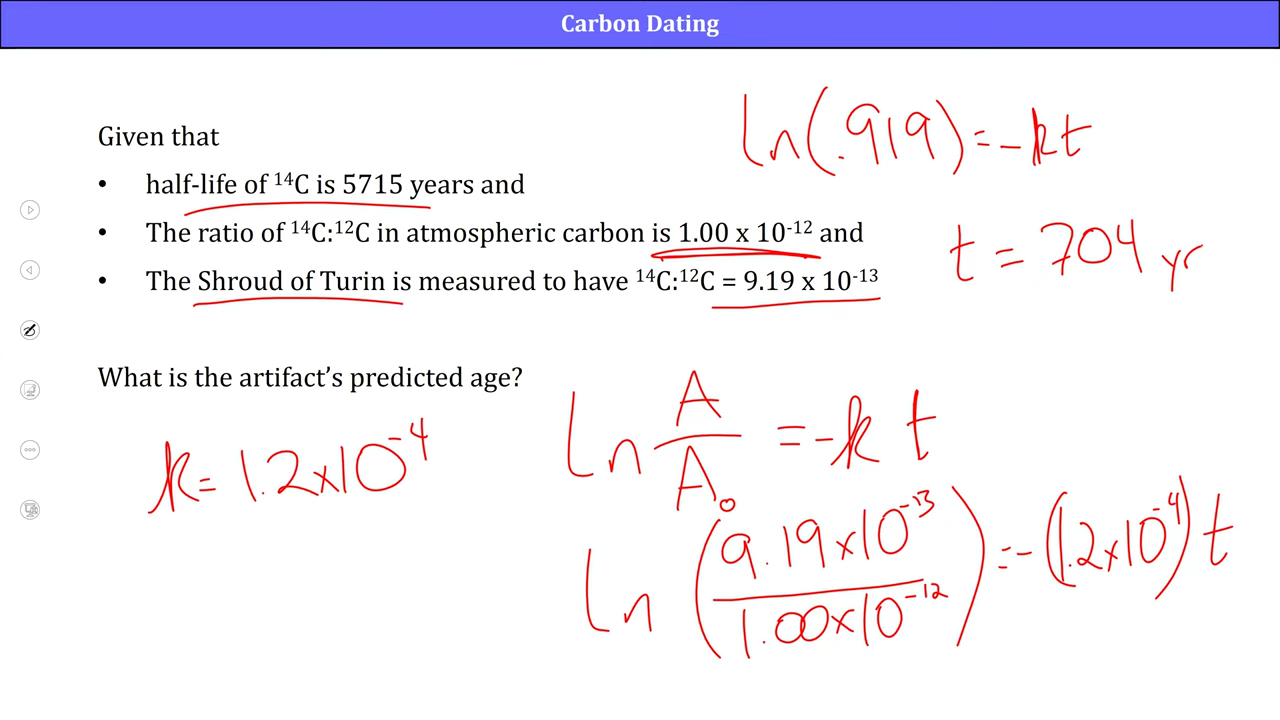 Carbon Dating
Given that
• half-life of ¹⁴C is 5715 years and
• The ratio of ¹⁴C:¹²C in atmospheric carbon is 1.00 x 10⁻¹² and
• The Shroud of Turin is measured to have ¹⁴C:¹²C = 9.19 x 10⁻¹³
What is the artifact's predicted age?
ln(.919) = -kt
t = 704 yr
k = 1.2x10⁻⁴
ln A/A₀ = -k t
ln (9.19x10⁻¹³/1.00x10⁻¹²) = -(1.2x10⁻⁴) t